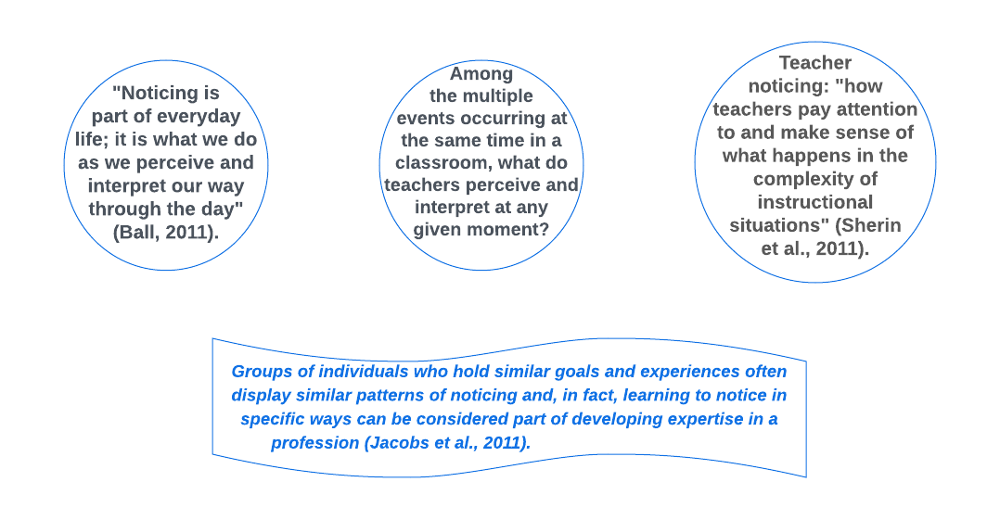 "Noticing is
part of everyday
life; it is what we do
as we perceive and
interpret our way
through the day"
(Ball, 2011).
Among
the multiple
events occurring at
the same time in a
classroom, what do
teachers perceive and
interpret at any
given moment?
Teacher
noticing: "how
teachers pay attention
to and make sense of
what happens in the
complexity of
instructional
situations" (Sherin
et al., 2011).
Groups of individuals who hold similar goals and experiences often
display similar patterns of noticing and, in fact, learning to notice in
specific ways can be considered part of developing expertise in a
profession (Jacobs et al., 2011).